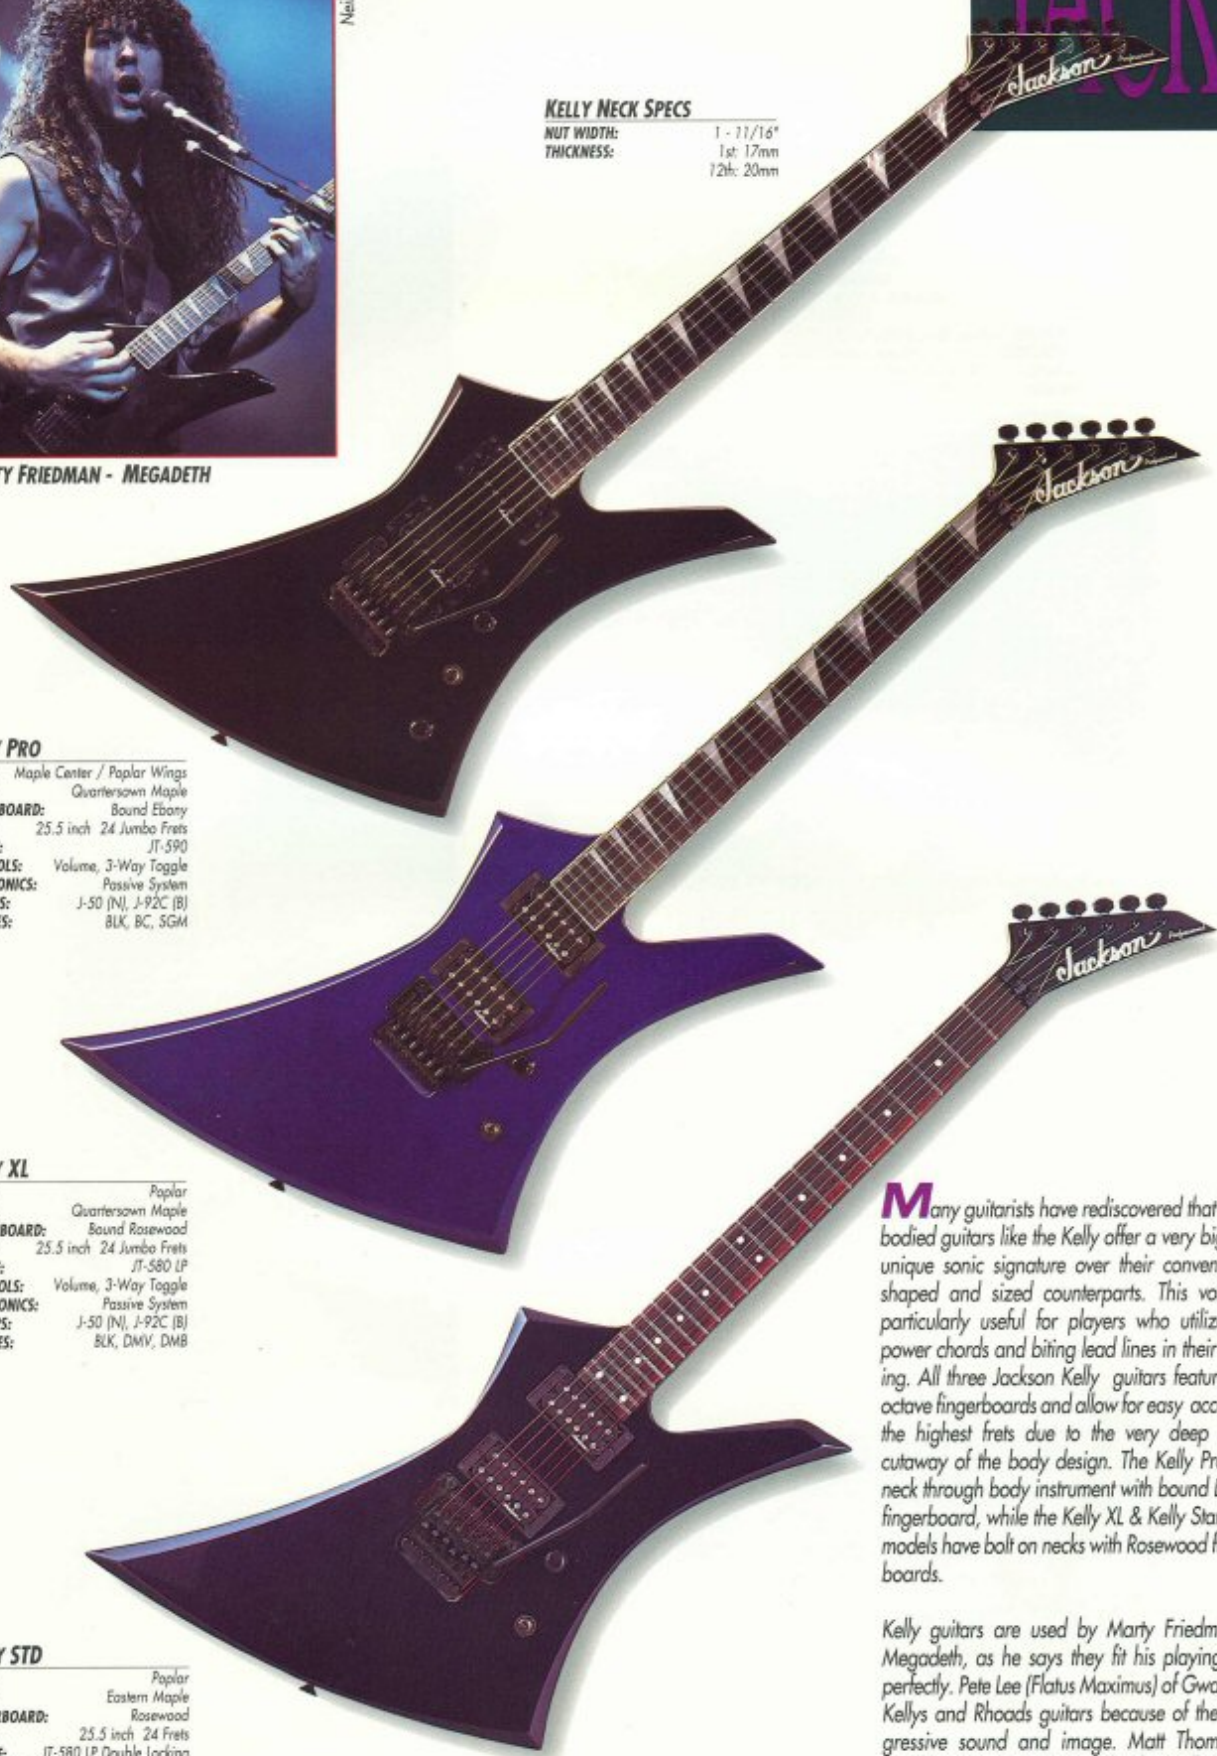 Nei
KELLY NECK SPECS
NUT WIDTH: 1 - 11/16"
THICKNESS: 1st: 17mm
12th: 20mm
Jackson Professional
TY FRIEDMAN - MEGADETH
Jackson Professional
PRO
Maple Center / Poplar Wings
Quartersawn Maple
BOARD: Bound Ebony
25.5 inch 24 Jumbo Frets
: JT-590
OLS: Volume, 3-Way Toggle
ONICS: Passive System
S: J-50 (N), J-92C (B)
ES: BLK, BC, SGM
Jackson Professional
Y XL
Poplar
Quartersawn Maple
BOARD: Bound Rosewood
25.5 inch 24 Jumbo Frets
: JT-580 LP
OLS: Volume, 3-Way Toggle
ONICS: Passive System
PS: J-50 (N), J-92C (B)
ES: BLK, DMV, DMB
Many guitarists have rediscovered that
bodied guitars like the Kelly offer a very big
unique sonic signature over their conven
shaped and sized counterparts. This vo
particularly useful for players who utiliz
power chords and biting lead lines in their
ing. All three Jackson Kelly guitars featur
octave fingerboards and allow for easy acc
the highest frets due to the very deep
cutaway of the body design. The Kelly Pr
neck through body instrument with bound
fingerboard, while the Kelly XL & Kelly Sta
models have bolt on necks with Rosewood f
boards.
Kelly guitars are used by Marty Friedm
Megadeth, as he says they fit his playing
perfectly. Pete Lee (Flatus Maximus) of Gwa
Kellys and Rhoads guitars because of the
gressive sound and image. Matt Thom
Y STD
Poplar
Eastern Maple
RBOARD: Rosewood
25.5 inch 24 Frets
JT-580 LP Double Locking